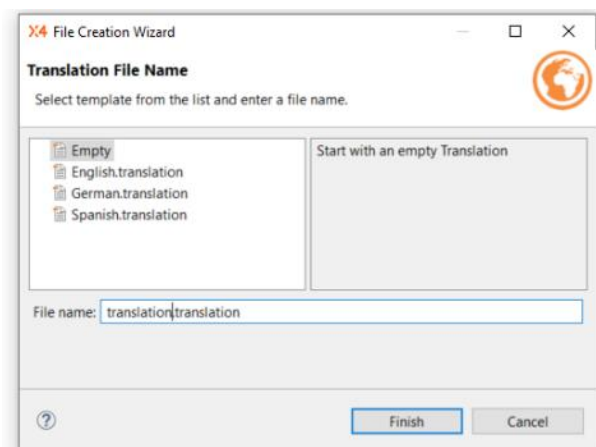 X4 File Creation Wizard
Translation File Name
Select template from the list and enter a file name.
Empty
English.translation
German.translation
Spanish.translation
Start with an empty Translation
File name: translation.translation
? Finish Cancel